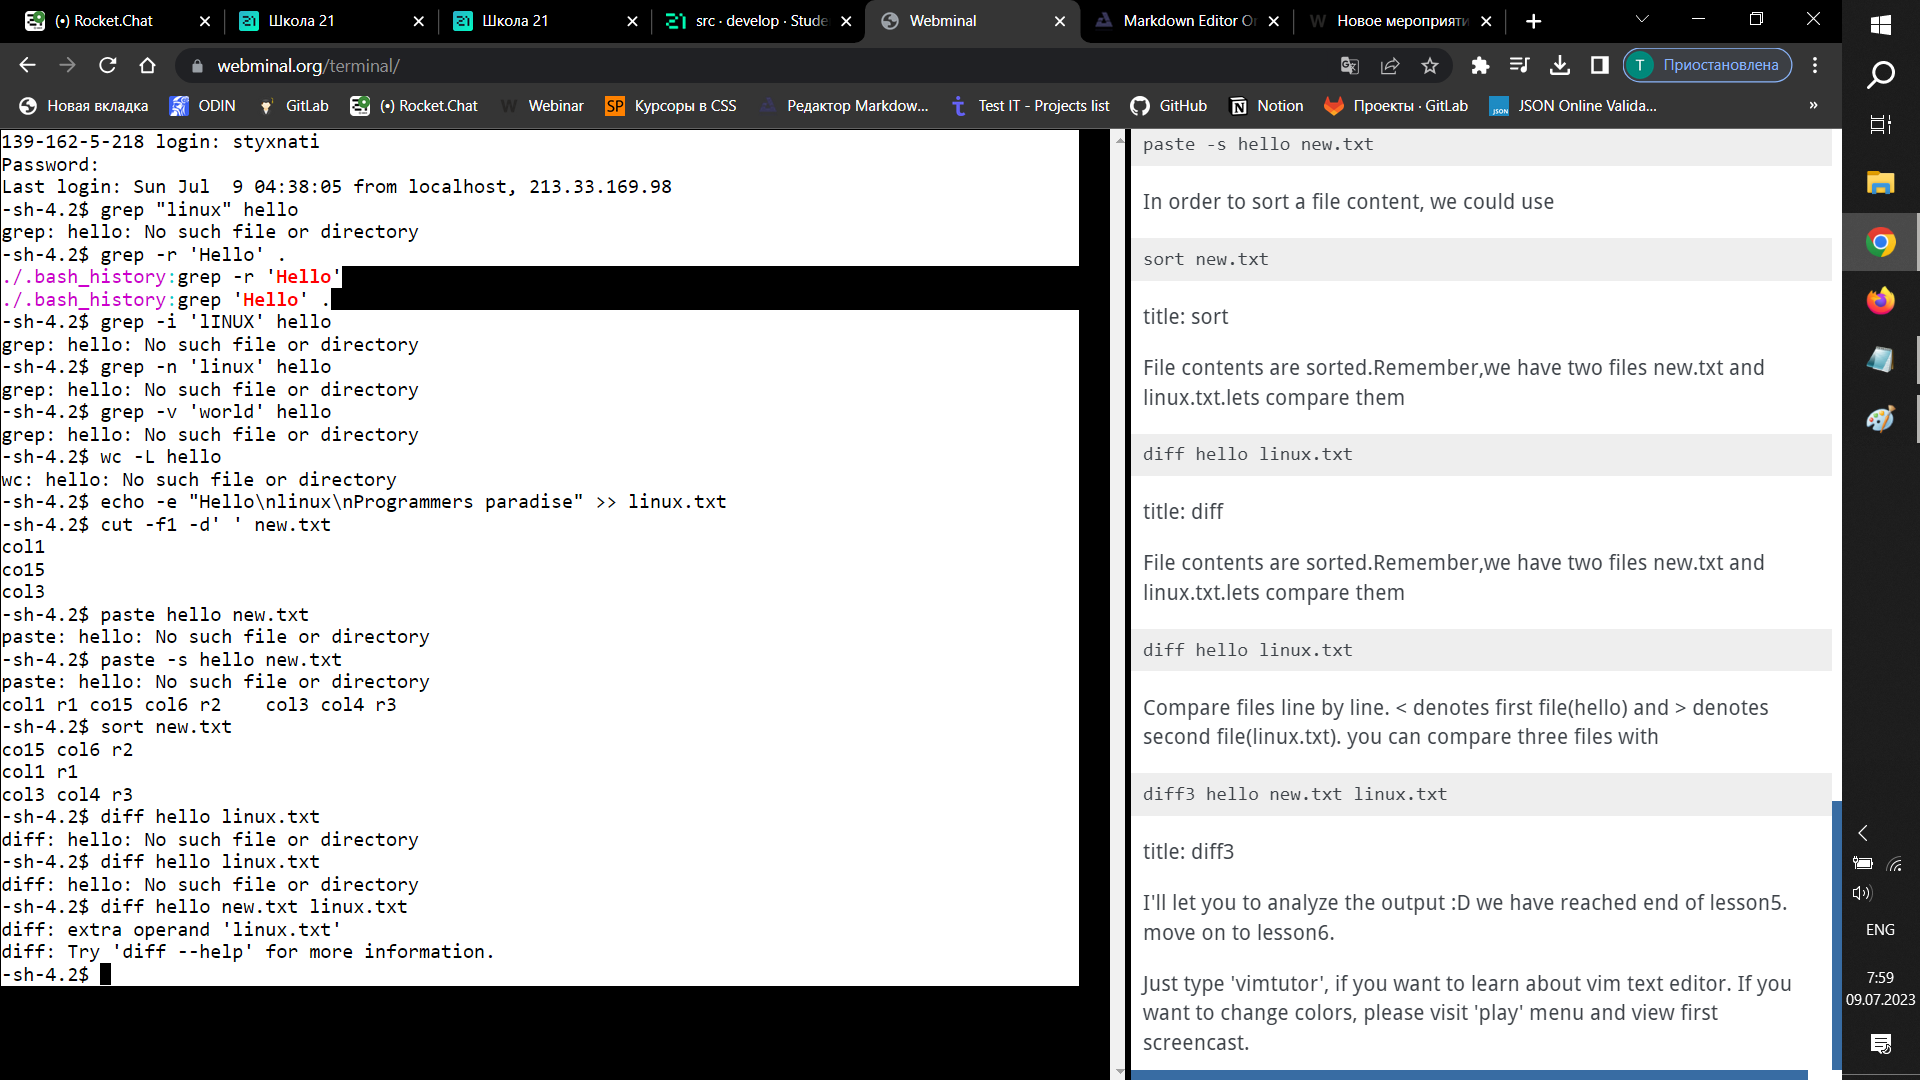 (•) Rocket.Chat
Школа 21
Школа 21
src · develop · Stude
Webminal
Markdown Editor O
Новое мероприяти
webminal.org/terminal/
T Приостановлена
Новая вкладка
ODIN
GitLab
(•) Rocket.Chat
W Webinar
SP Курсоры в CSS
Редактор Markdow...
Test IT - Projects list
GitHub
Notion
Проекты · GitLab
JSON Online Valida...
»
139-162-5-218 login: styxnati
Password:
Last login: Sun Jul  9 04:38:05 from localhost, 213.33.169.98
-sh-4.2$ grep "linux" hello
grep: hello: No such file or directory
-sh-4.2$ grep -r 'Hello' .
./.bash_history:grep -r 'Hello'
./.bash_history:grep 'Hello' .
-sh-4.2$ grep -i 'lINUX' hello
grep: hello: No such file or directory
-sh-4.2$ grep -n 'linux' hello
grep: hello: No such file or directory
-sh-4.2$ grep -v 'world' hello
grep: hello: No such file or directory
-sh-4.2$ wc -L hello
wc: hello: No such file or directory
-sh-4.2$ echo -e "Hello\nlinux\nProgrammers paradise" >> linux.txt
-sh-4.2$ cut -f1 -d' ' new.txt
col1
co15
col3
-sh-4.2$ paste hello new.txt
paste: hello: No such file or directory
-sh-4.2$ paste -s hello new.txt
paste: hello: No such file or directory
col1 r1 co15 col6 r2    col3 col4 r3
-sh-4.2$ sort new.txt
co15 col6 r2
col1 r1
col3 col4 r3
-sh-4.2$ diff hello linux.txt
diff: hello: No such file or directory
-sh-4.2$ diff hello linux.txt
diff: hello: No such file or directory
-sh-4.2$ diff hello new.txt linux.txt
diff: extra operand 'linux.txt'
diff: Try 'diff --help' for more information.
-sh-4.2$
paste -s hello new.txt
In order to sort a file content, we could use
sort new.txt
title: sort
File contents are sorted.Remember,we have two files new.txt and
linux.txt.lets compare them
diff hello linux.txt
title: diff
File contents are sorted.Remember,we have two files new.txt and
linux.txt.lets compare them
diff hello linux.txt
Compare files line by line. < denotes first file(hello) and > denotes
second file(linux.txt). you can compare three files with
diff3 hello new.txt linux.txt
title: diff3
I'll let you to analyze the output :D we have reached end of lesson5.
move on to lesson6.
Just type 'vimtutor', if you want to learn about vim text editor. If you
want to change colors, please visit 'play' menu and view first
screencast.
ENG
7:59
09.07.2023